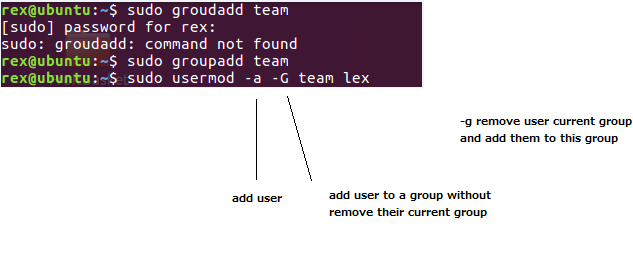 rex@ubuntu:~$ sudo groudadd team
[sudo] password for rex:
sudo: groudadd: command not found
rex@ubuntu:~$ sudo groupadd team
rex@ubuntu:~$ sudo usermod -a -G team lex
-g remove user current group
and add them to this group
add user
add user to a group without
remove their current group